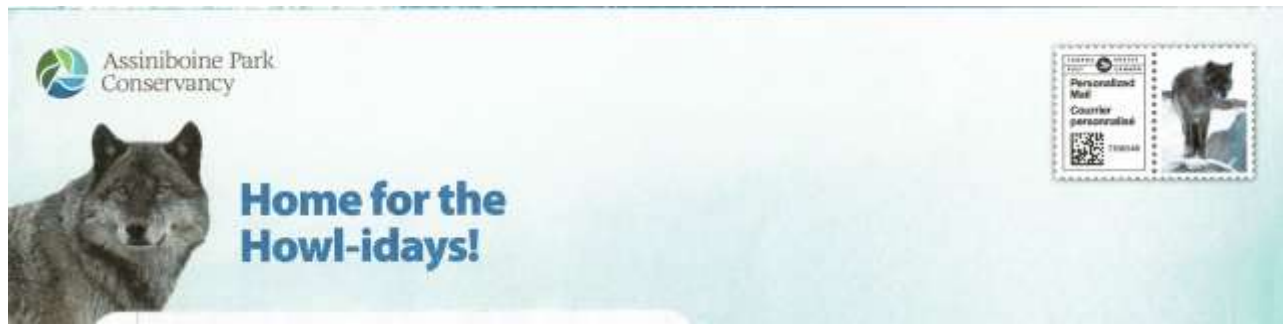 Assiniboine Park
Conservancy
Home for the
Howl-idays!
Personalized
Mail
Courrier
personnalisé